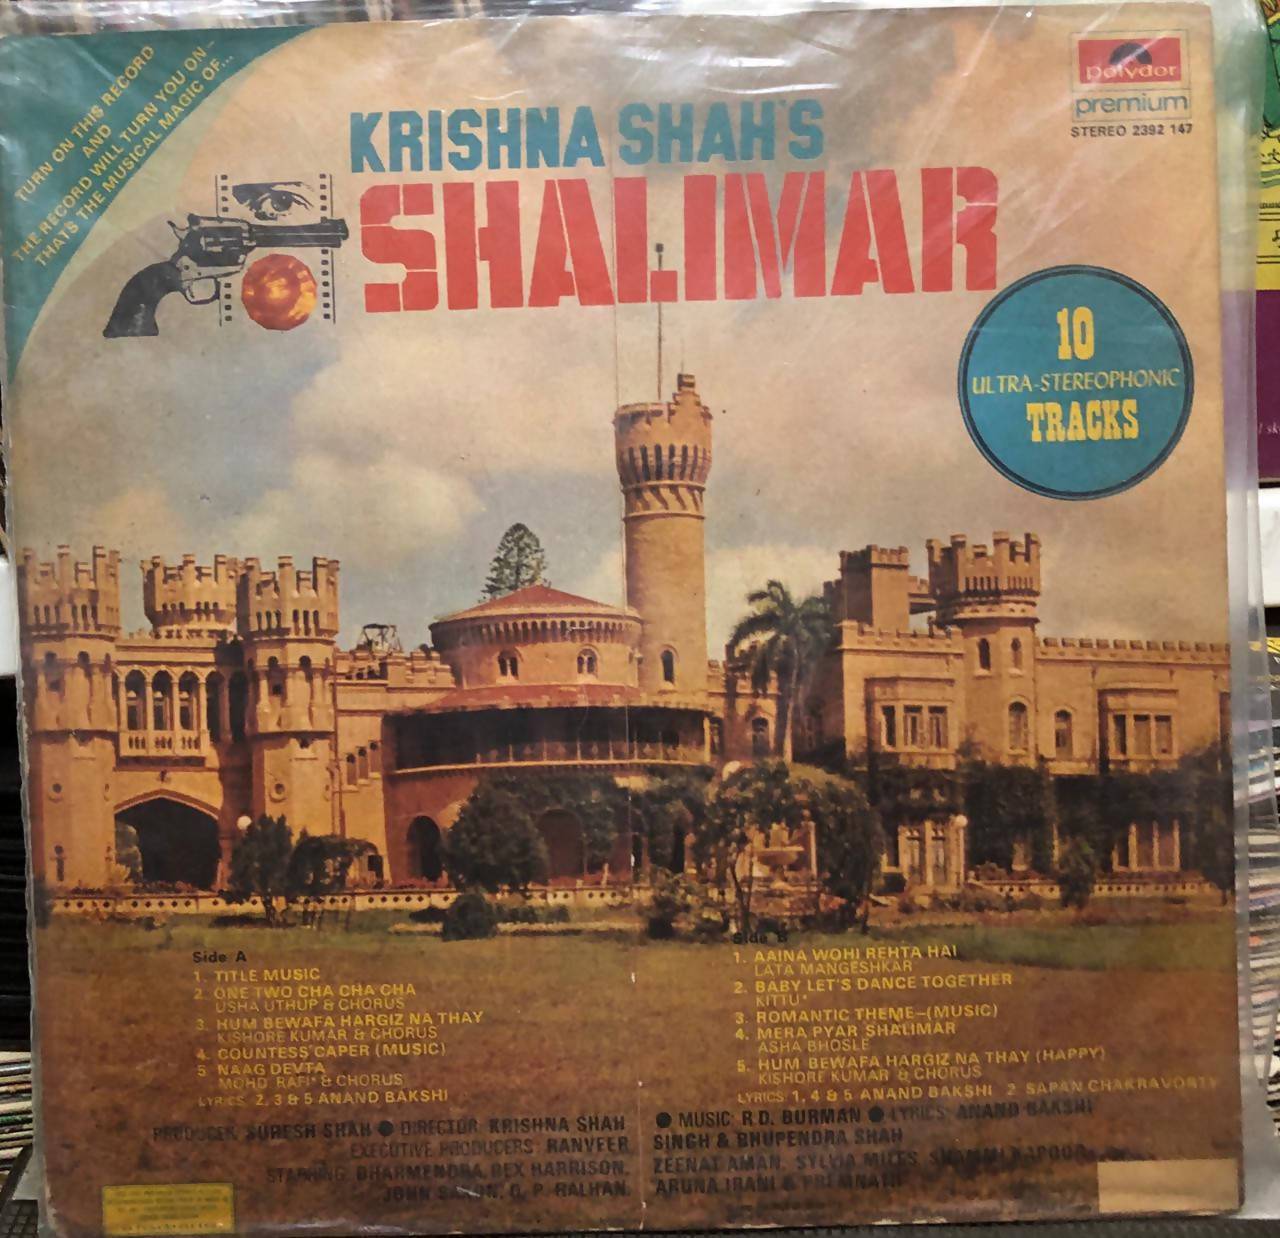 TURN ON THIS RECORD
AND
THE RECORD WILL TURN YOU ON–
THATS THE MUSICAL MAGIC OF...
polydor
premium
STEREO 2392 147
KRISHNA SHAH'S
SHALIMAR
10
ULTRA-STEREOPHONIC
TRACKS
Side A
1. TITLE MUSIC
2. ONE TWO CHA CHA CHA
USHA UTHUP & CHORUS
3. HUM BEWAFA HARGIZ NA THAY
KISHORE KUMAR & CHORUS
4. COUNTESS' CAPER (MUSIC)
5 NAAG DEVTA
MOHD RAFI* & CHORUS
LYRICS: 2, 3 & 5 ANAND BAKSHI
Side B
1. AAINA WOHI REHTA HAI
LATA MANGESHKAR
2. BABY LET'S DANCE TOGETHER
KITTU*
3. ROMANTIC THEME–(MUSIC)
4. MERA PYAR SHALIMAR
ASHA BHOSLE
5. HUM BEWAFA HARGIZ NA THAY (HAPPY)
KISHORE KUMAR & CHORUS
LYRICS: 1, 4 & 5 ANAND BAKSHI 2 SAPAN CHAKRAVORTY
PRODUCER SURESH SHAH ● DIRECTOR KRISHNA SHAH
EXECUTIVE PRODUCERS: RANVEER
STARRING: DHARMENDRA, REX HARRISON,
JOHN SAXON, O. P. RALHAN,
● MUSIC: R.D. BURMAN ● LYRICS: ANAND BAKSHI
SINGH & BHUPENDRA SHAH
ZEENAT AMAN, SYLVIA MILES, SHAMMI KAPOOR
ARUNA IRANI & PREMNATH